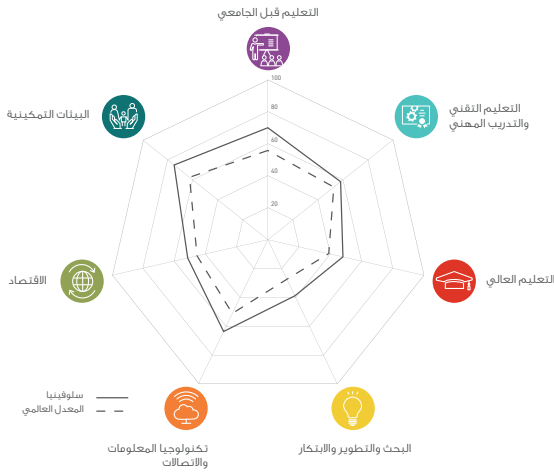 التعليم قبل الجامعي
100
80
60
40
20
التعليم التقني
والتدريب المهني
البيئات التمكينية
التعليم العالي
الاقتصاد
سلوفينيا
المعدل العالمي
البحث والتطوير والابتكار
تكنولوجيا المعلومات
والاتصالات